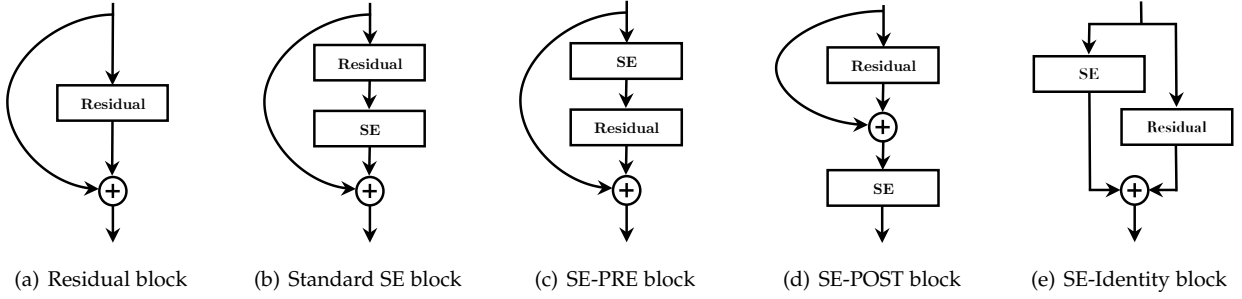 Residual
(a) Residual block
Residual
SE
(b) Standard SE block
SE
Residual
(c) SE-PRE block
Residual
SE
(d) SE-POST block
SE
Residual
(e) SE-Identity block